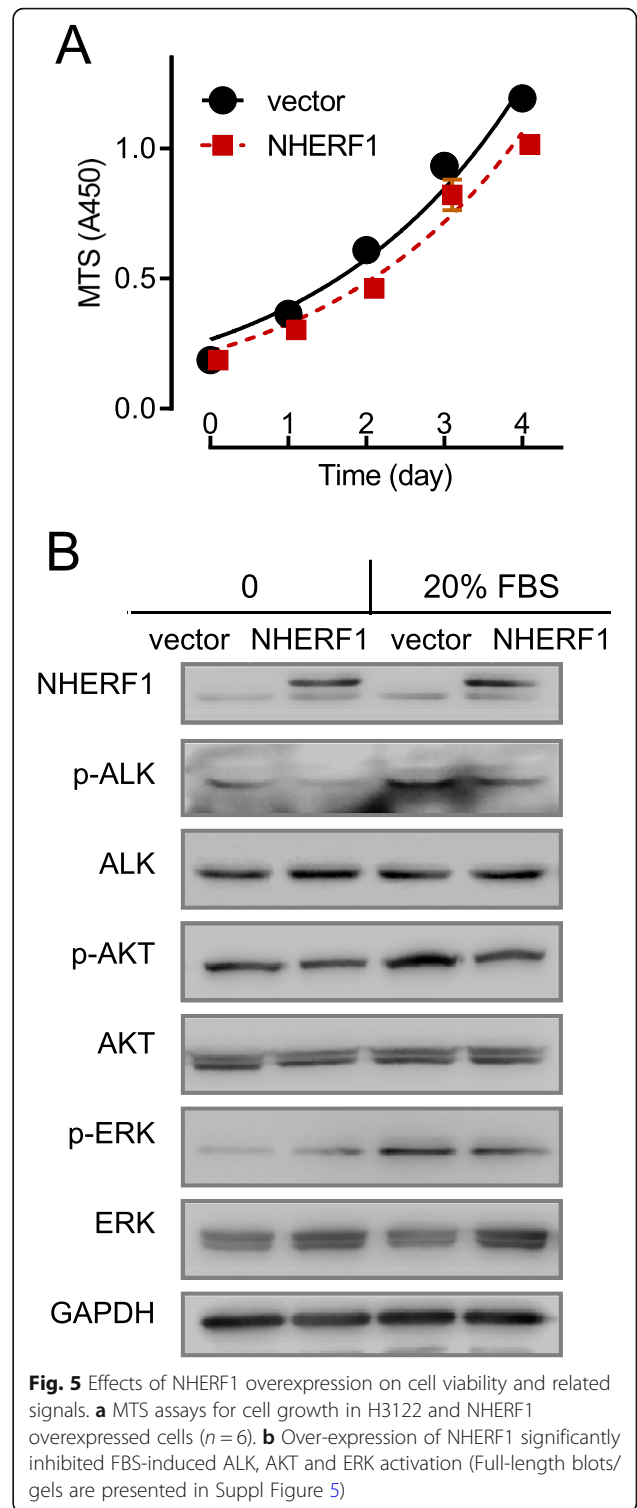 A
vector
NHERF1
1.0
0.5
0.0
MTS (A450)
0 1 2 3 4
Time (day)
B
0 20% FBS
vector NHERF1 vector NHERF1
NHERF1
p-ALK
ALK
p-AKT
AKT
p-ERK
ERK
GAPDH
Fig. 5 Effects of NHERF1 overexpression on cell viability and related
signals. a MTS assays for cell growth in H3122 and NHERF1
overexpressed cells (n = 6). b Over-expression of NHERF1 significantly
inhibited FBS-induced ALK, AKT and ERK activation (Full-length blots/
gels are presented in Suppl Figure 5)